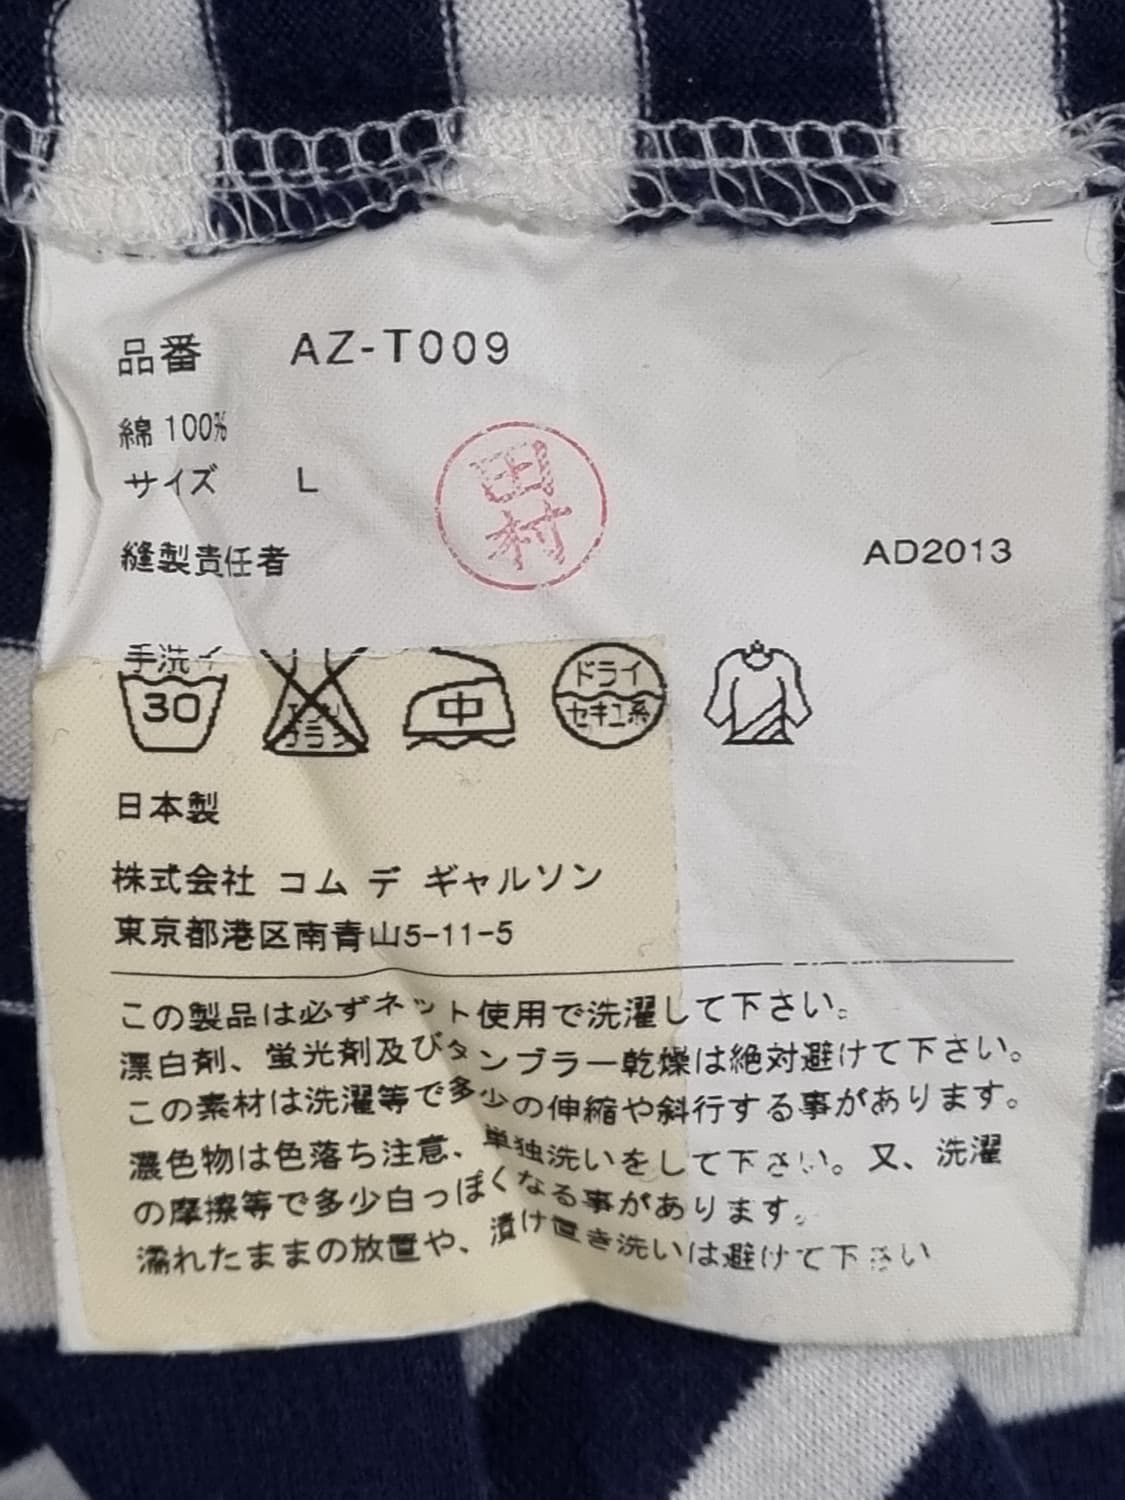 品番 AZ-T009
綿 100%
サイズ L
田村
縫製責任者
AD2013
手洗イ
30
エンソ
サラシ
中
ドライ
セキユ系
日本製
株式会社 コム デ ギャルソン
東京都港区南青山5-11-5
この製品は必ずネット使用で洗濯して下さい。
漂白剤、蛍光剤及びタンブラー乾燥は絶対避けて下さい。
この素材は洗濯等で多少の伸縮や斜行する事があります。
濃色物は色落ち注意、単独洗いをして下さい。又、洗濯
の摩擦等で多少白っぽくなる事があります。
濡れたままの放置や、漬け置き洗いは避けて下さい